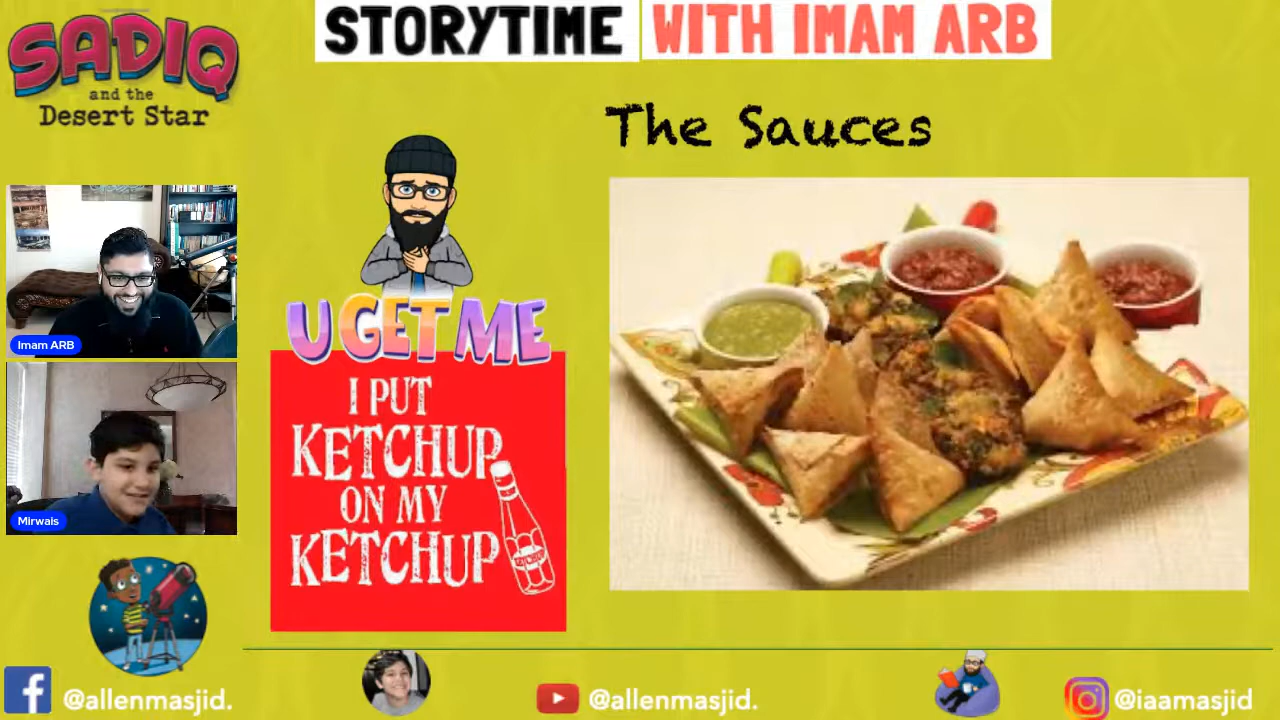 SADIQ
and the
Desert Star
STORYTIME WITH IMAM ARB
The Sauces
Imam ARB
Mirwais
U GET ME
I PUT
KETCHUP
ON MY
KETCHUP
KETCHUP
@allenmasjid.
@allenmasjid.
@iaamasjid